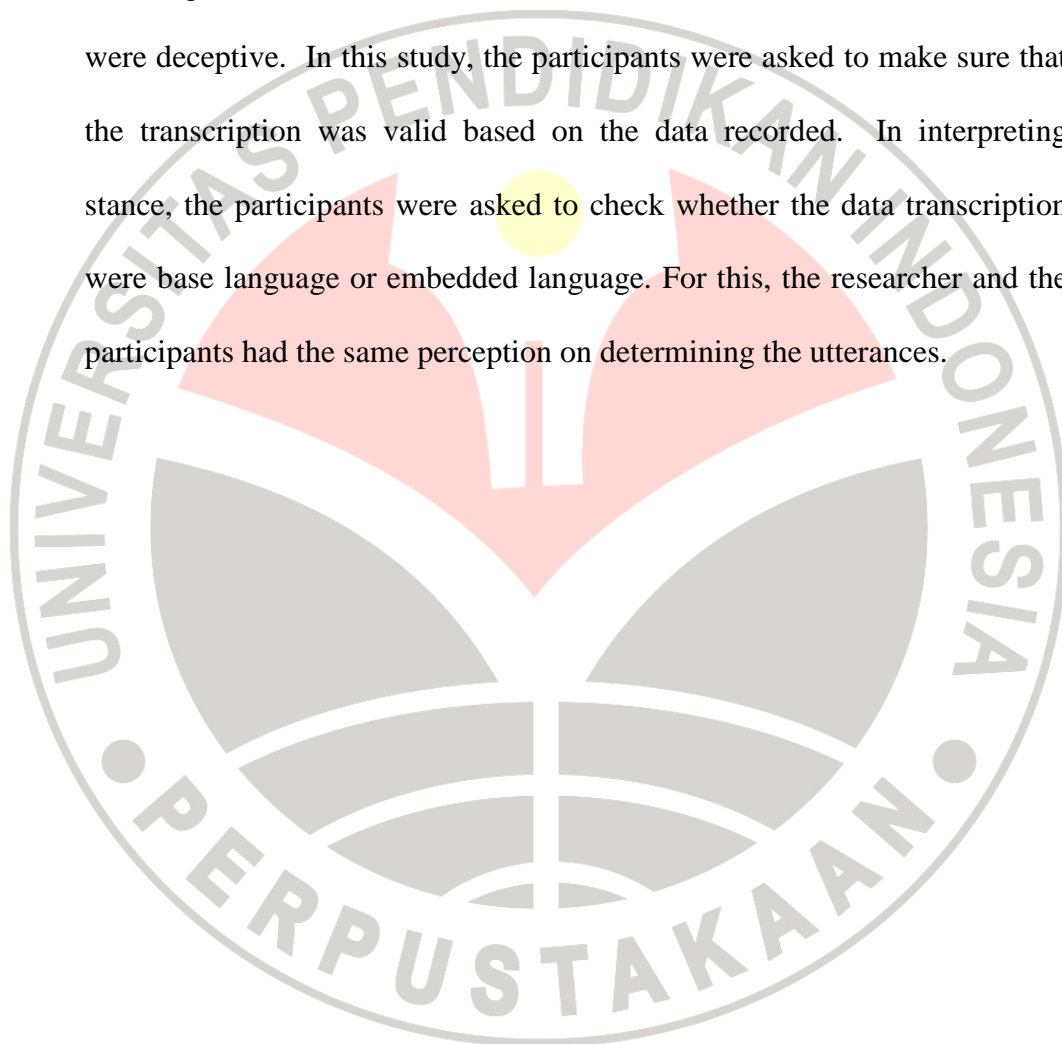 were deceptive. In this study, the participants were asked to make sure that
the transcription was valid based on the data recorded. In interpreting
stance, the participants were asked to check whether the data transcription
were base language or embedded language. For this, the researcher and the
participants had the same perception on determining the utterances.
UNIVERSITAS PENDIDIKAN INDONESIA
PERPUSTAKAAN